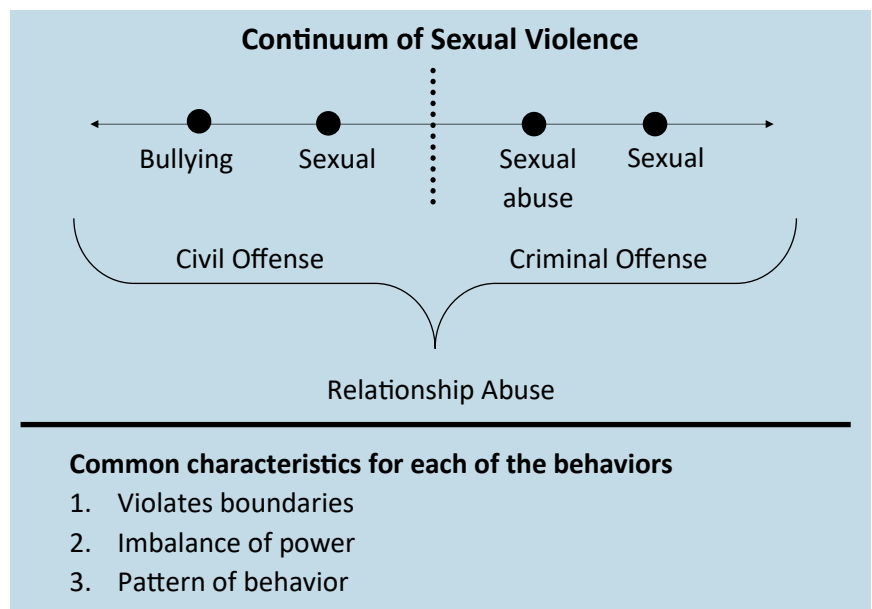 Continuum of Sexual Violence
Bullying
Sexual
Sexual
abuse
Sexual
Civil Offense
Criminal Offense
Relationship Abuse
Common characteristics for each of the behaviors
1. Violates boundaries
2. Imbalance of power
3. Pattern of behavior